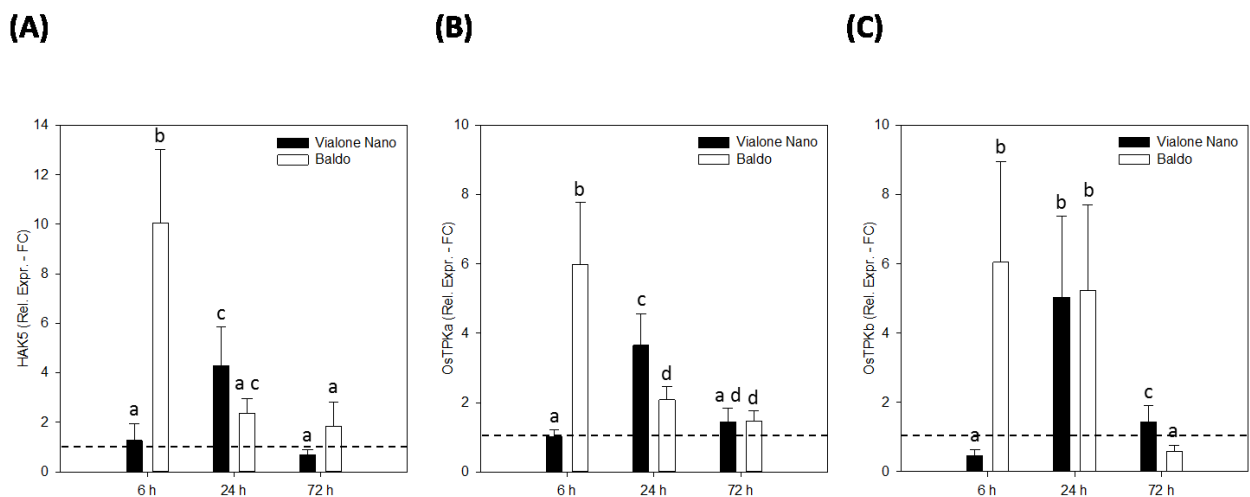 (A)
HAK5 (Rel. Expr. - FC)
14
12
10
8
6
4
2
0
Vialone Nano
Baldo
a
b
c
a c
a
a
6 h
24 h
72 h
(B)
OsTPKa (Rel. Expr. - FC)
10
8
6
4
2
0
Vialone Nano
Baldo
a
b
c
d
a d
d
6 h
24 h
72 h
(C)
OsTPKb (Rel. Expr. - FC)
10
8
6
4
2
0
Vialone Nano
Baldo
a
b
b
b
c
a
6 h
24 h
72 h